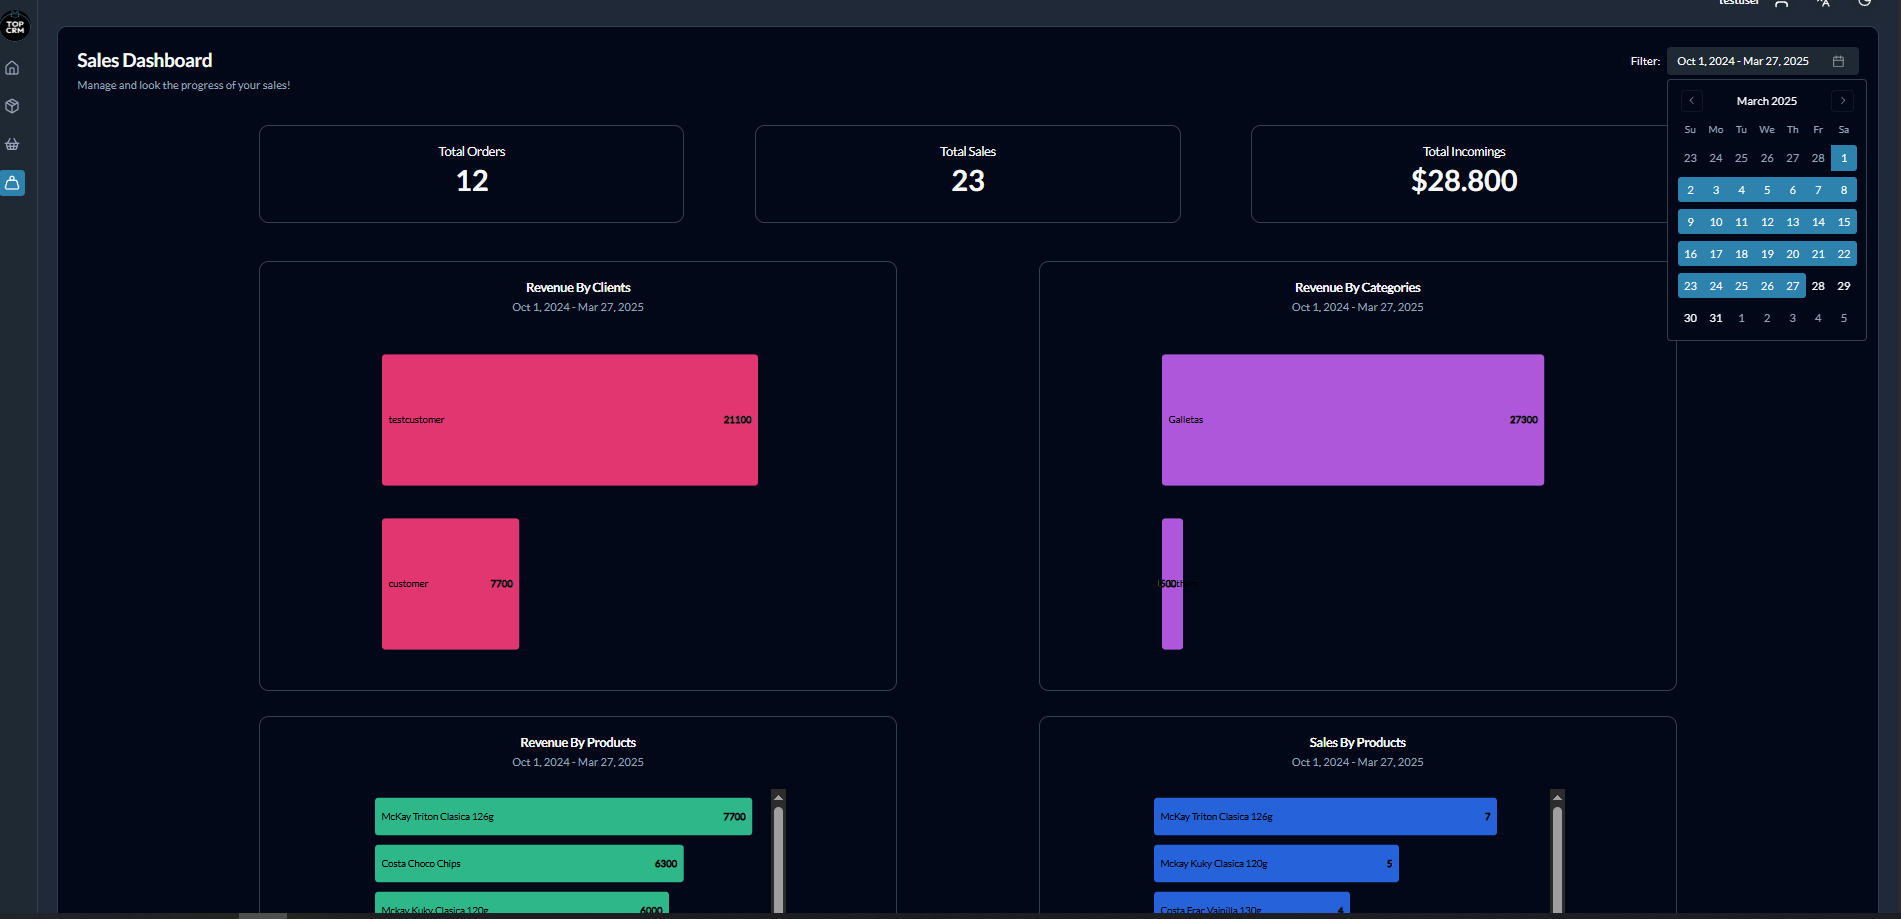 testuser
TOP
CRM
Sales Dashboard
Manage and look the progress of your sales!
Filter: Oct 1, 2024 - Mar 27, 2025
March 2025
Su Mo Tu We Th Fr Sa
23 24 25 26 27 28 1
2 3 4 5 6 7 8
9 10 11 12 13 14 15
16 17 18 19 20 21 22
23 24 25 26 27 28 29
30 31 1 2 3 4 5
Total Orders
12
Total Sales
23
Total Incomings
$28.800
Revenue By Clients
Oct 1, 2024 - Mar 27, 2025
testcustomer 21100
customer 7700
Revenue By Categories
Oct 1, 2024 - Mar 27, 2025
Galletas 27300
Revenue By Products
Oct 1, 2024 - Mar 27, 2025
McKay Triton Clasica 126g 7700
Costa Choco Chips 6300
Mckay Kuky Clasica 120g 6000
Sales By Products
Oct 1, 2024 - Mar 27, 2025
McKay Triton Clasica 126g 7
Mckay Kuky Clasica 120g 5
Costa Frac Vainilla 130g 4